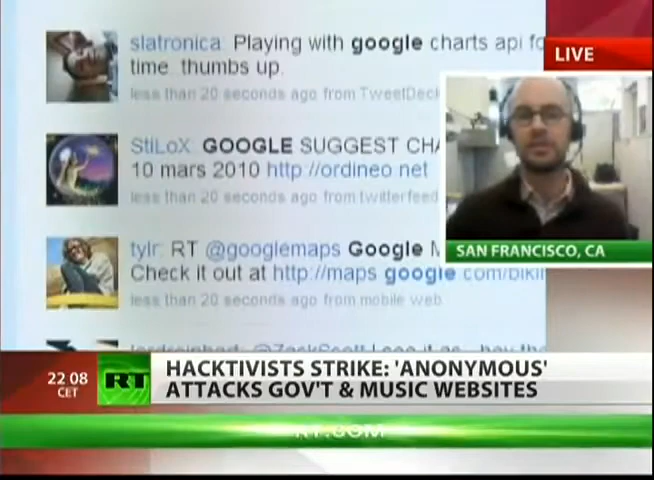 slatronica: Playing with google charts api fo
time. thumbs up.
less than 20 seconds ago from TweetDeck
StiLoX: GOOGLE SUGGEST CHA
10 mars 2010 http://ordineo.net
less than 20 seconds ago from twitterfeed
tylr: RT @googlemaps Google M
Check it out at http://maps.google.com/biki
less than 20 seconds ago from mobile web
LIVE
SAN FRANCISCO, CA
22:08
CET
RT
HACKTIVISTS STRIKE: 'ANONYMOUS'
ATTACKS GOV'T & MUSIC WEBSITES
RT.COM